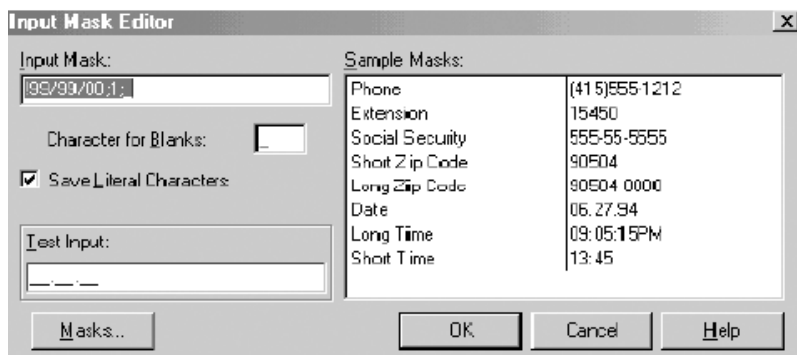 Input Mask Editor
Input Mask:
!99/99/00;1;_
Character for Blanks: _
Save Literal Characters
Test Input:
__.__.__
Masks...
Sample Masks:
Phone (415)555-1212
Extension 15450
Social Security 555-55-5555
Short Zip Code 90504
Long Zip Code 90504-0000
Date 06.27.94
Long Time 09:05:15PM
Short Time 13:45
OK Cancel Help